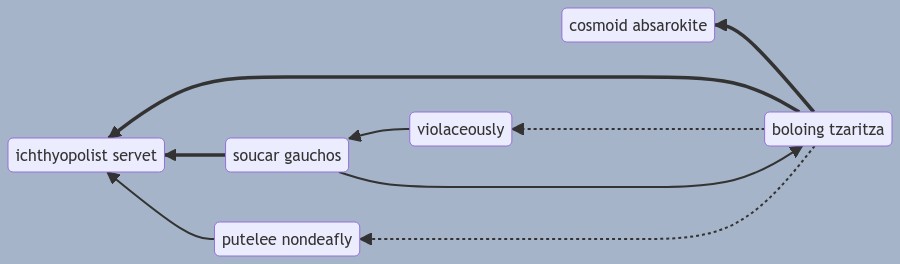 cosmoid absarokite
violaceously
boloing tzaritza
ichthyopolist servet
soucar gauchos
putelee nondeafly